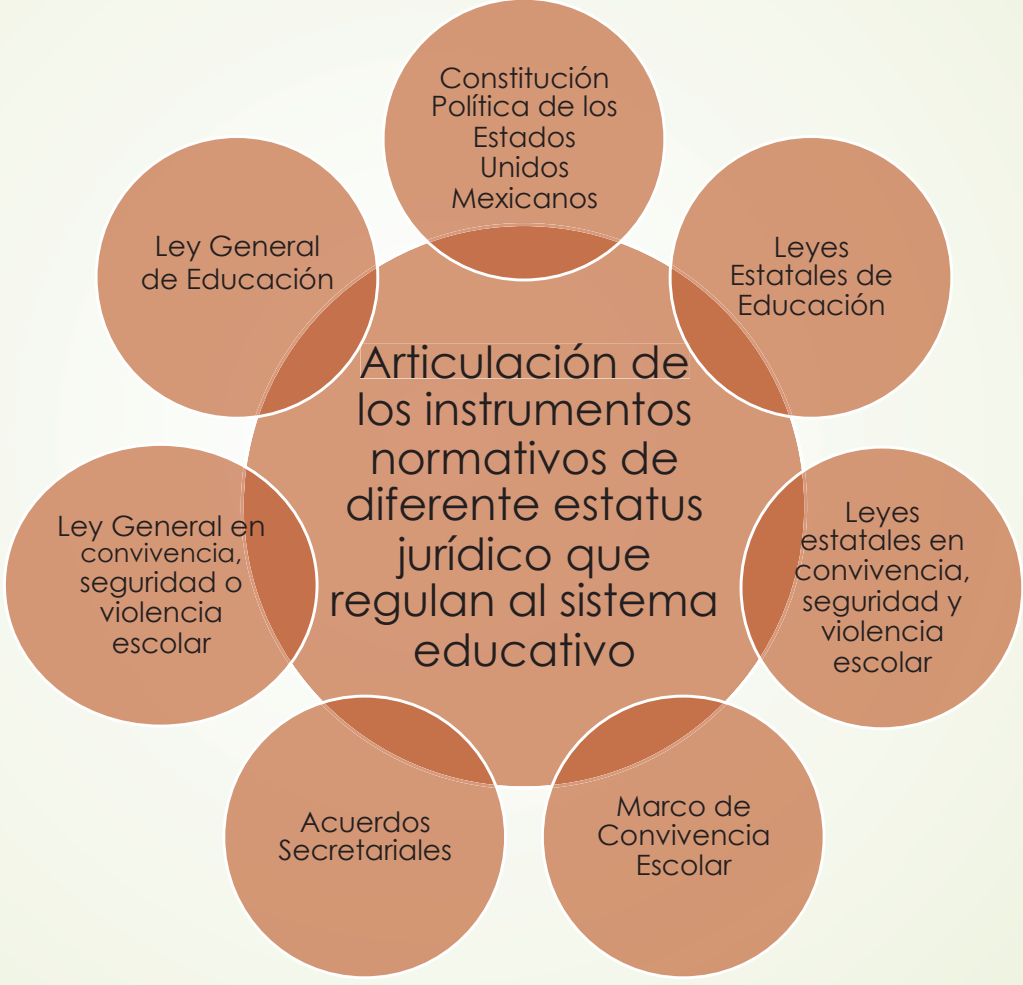 Constitución
Política de los
Estados
Unidos
Mexicanos
Leyes
Estatales de
Educación
Leyes
estatales en
convivencia,
seguridad y
violencia
escolar
Marco de
Convivencia
Escolar
Acuerdos
Secretariales
Ley General en
convivencia,
seguridad o
violencia
escolar
Ley General
de Educación
Articulación de
los instrumentos
normativos de
diferente estatus
jurídico que
regulan al sistema
educativo